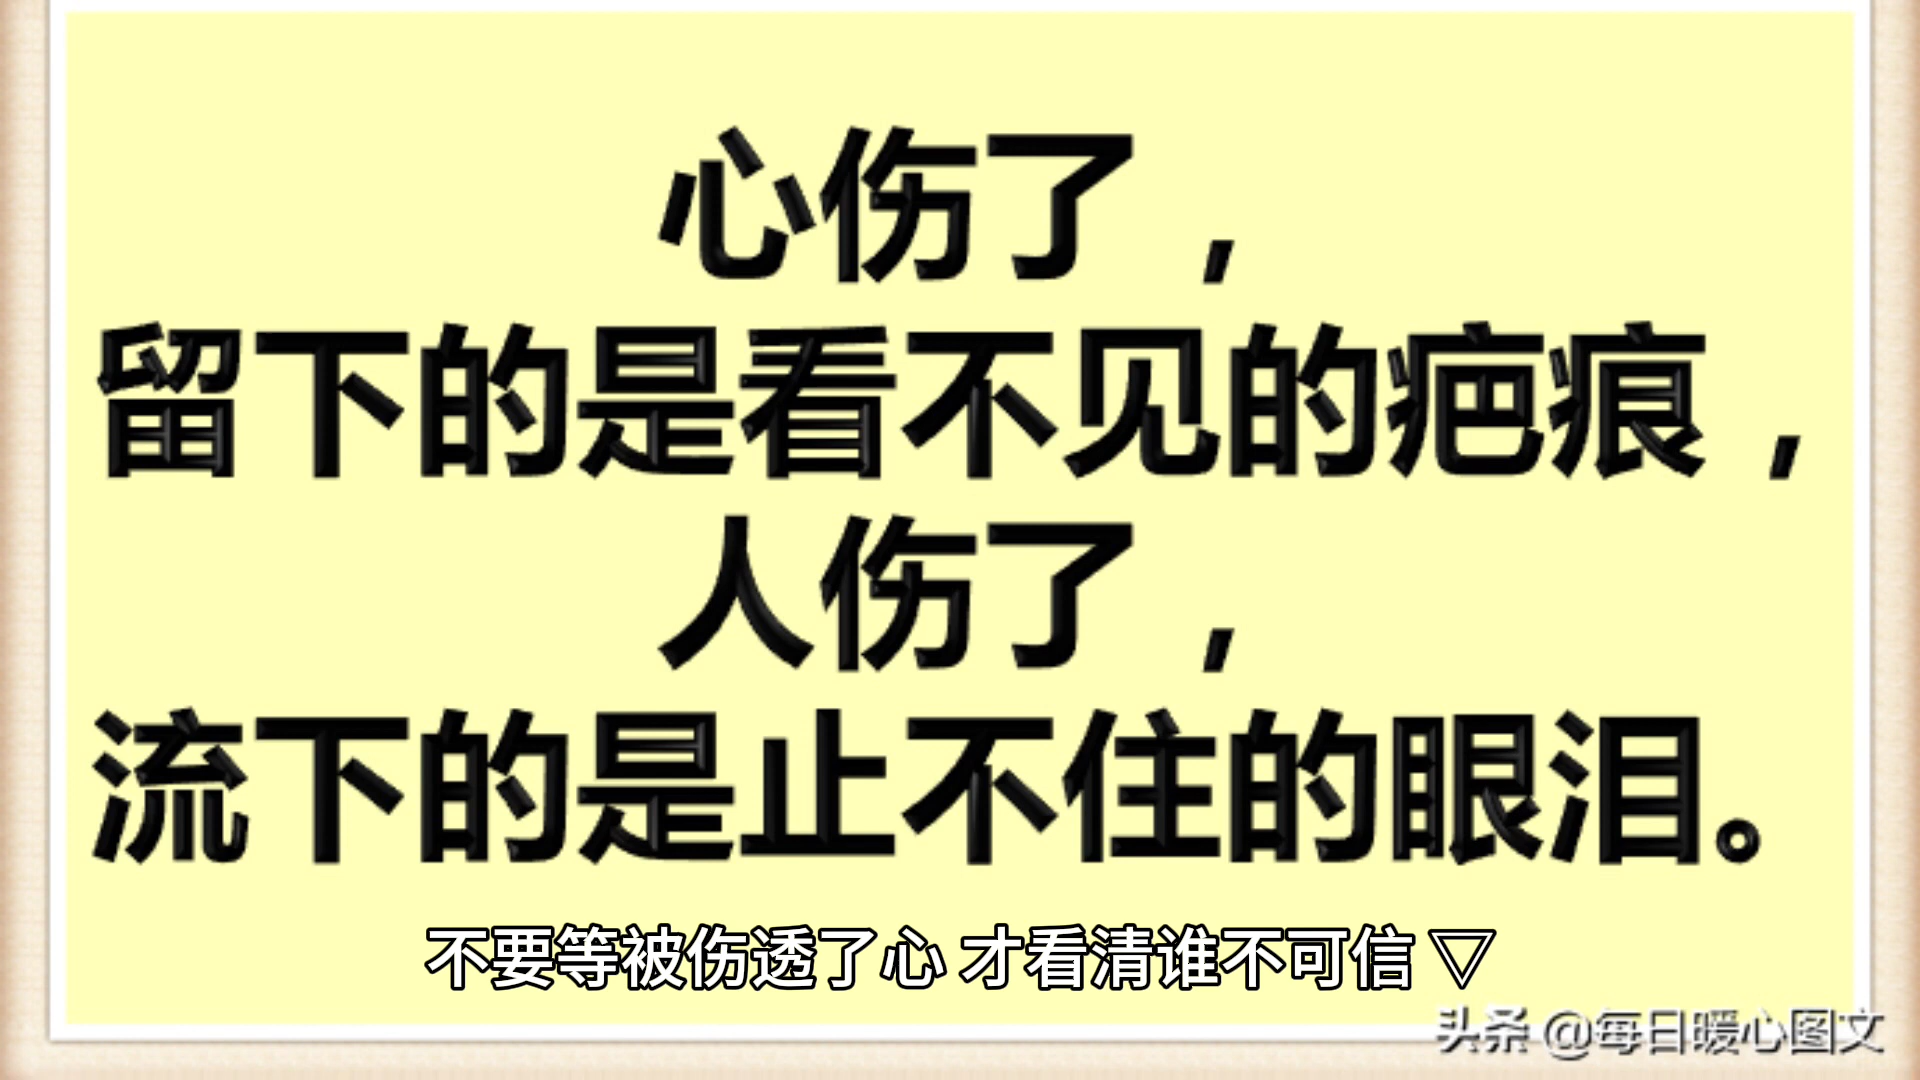 心伤了，
留下的是看不见的疤痕，
人伤了，
流下的是止不住的眼泪。
不要等被伤透了心 才看清谁不可信 ▽
头条 @每日暖心图文